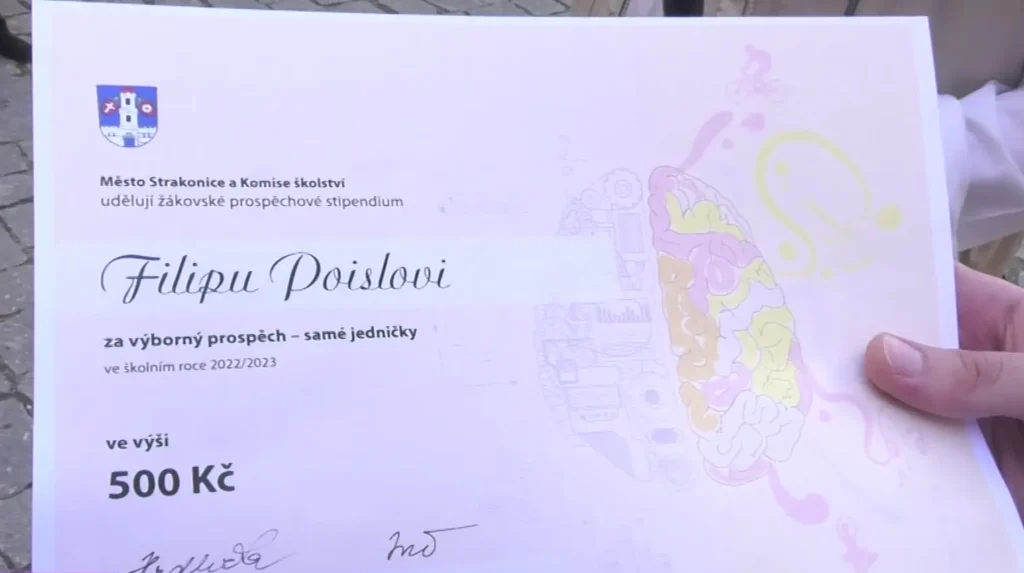 Město Strakonice a Komise školství
udělují žákovské prospěchové stipendium
Filipu Poislovi
za výborný prospěch – samé jedničky
ve školním roce 2022/2023
ve výši
500 Kč